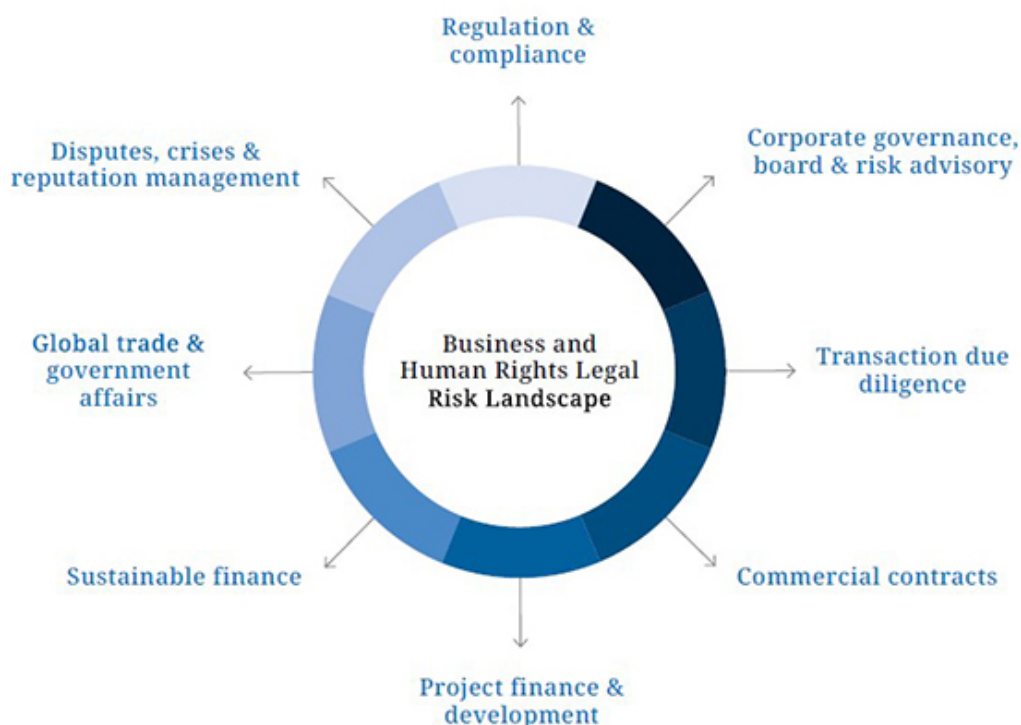 Regulation &
compliance
Corporate governance,
board & risk advisory
Transaction due
diligence
Commercial contracts
Project finance &
development
Sustainable finance
Global trade &
government
affairs
Disputes, crises &
reputation management
Business and
Human Rights Legal
Risk Landscape